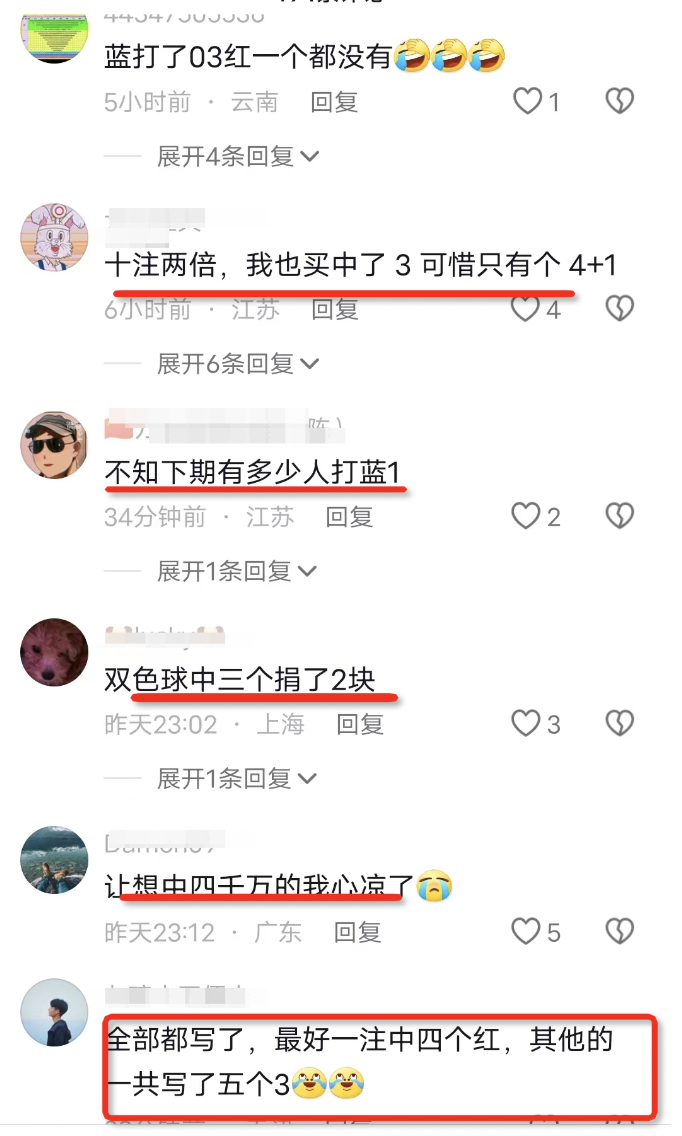 蓝打了03红一个都没有🤣🤣🤣
5小时前 · 云南 回复 1
展开4条回复
十注两倍，我也买中了 3 可惜只有个 4+1
6小时前 · 江苏 回复 4
展开6条回复
陈）
不知下期有多少人打蓝1
34分钟前 · 江苏 回复 2
展开1条回复
双色球中三个捐了2块
昨天23:02 · 上海 回复 3
展开1条回复
让想中四千万的我心凉了😭
昨天23:12 · 广东 回复 5
全部都写了，最好一注中四个红，其他的
一共写了五个3😂😂